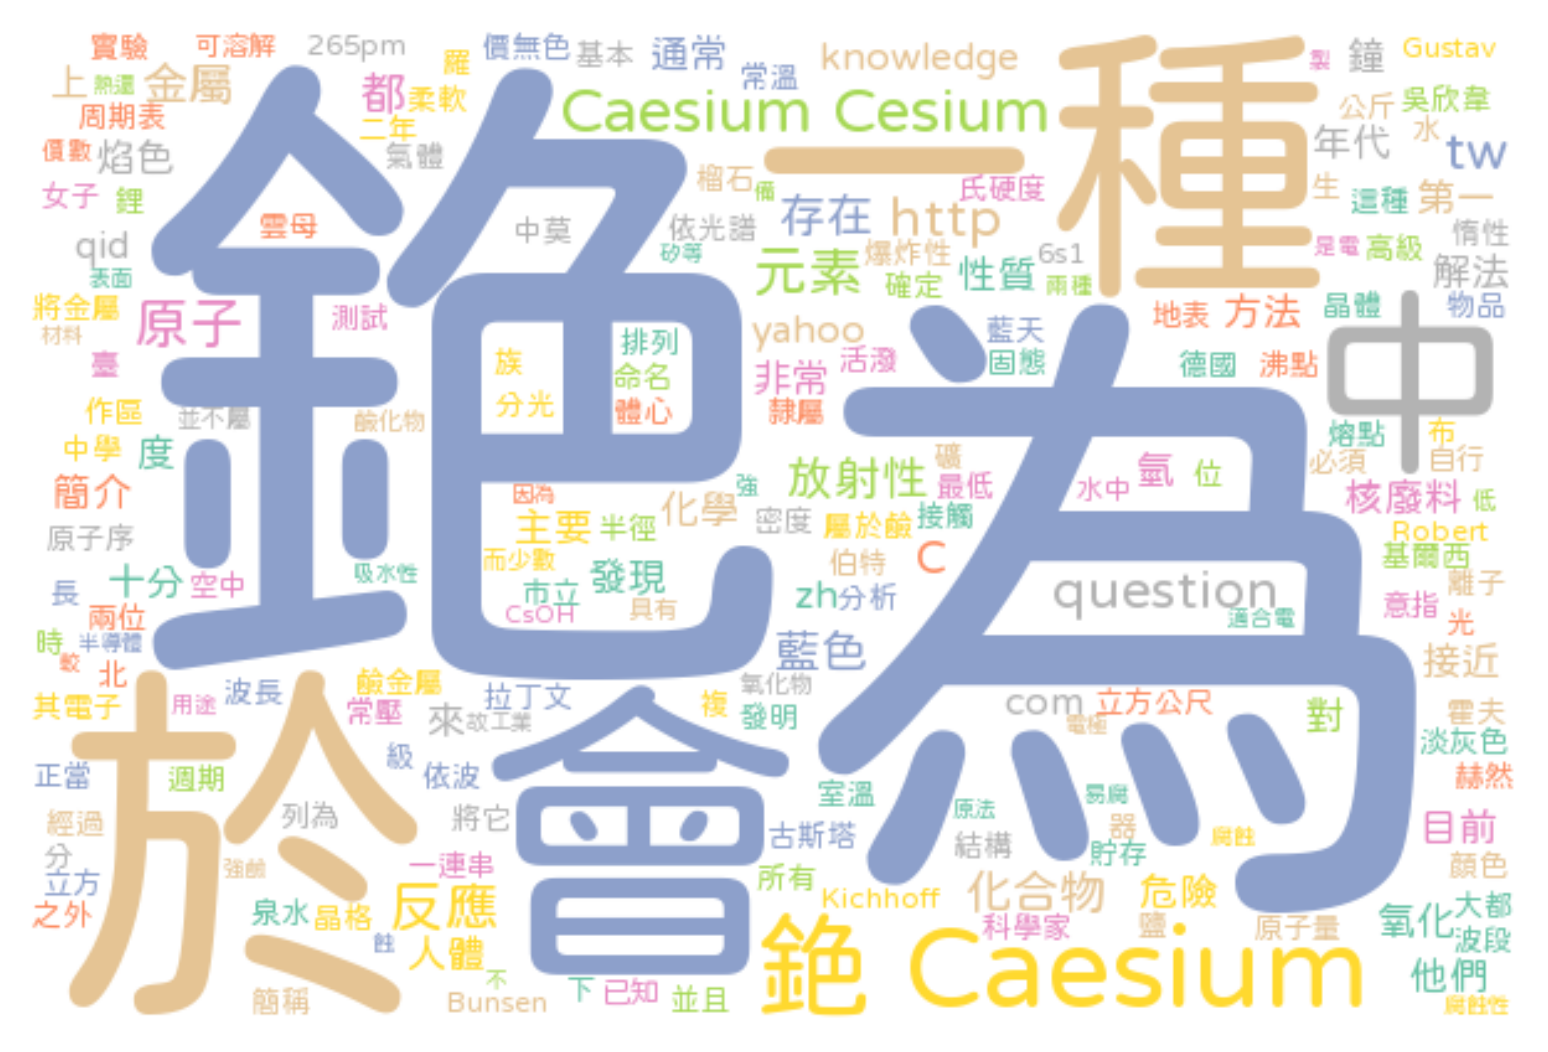 實驗 可溶解 265pm 羅 價無色 基本 通常 常溫 knowledge 種 製 鐘 Gustav
上 熱還 金屬 都 柔軟 Caesium Cesium 公斤 吳欣韋
周期表 二年 水
價數 焰色 氣體 一 年代 tw
女子 鋰 榴石 備 氏硬度 生 這種 第一
雲母 銫 中莫 依光譜 存在 http
qid 矽等 元素 爆炸性 6s1 是電 高級 惰性
表面 確定 性質 兩種 解法
將金屬 原子 測試 地表 方法 晶體 物品
材料 排列 yahoo 藍天 中
臺 族 命名 非常 活潑 固態 德國 沸點
作區 並不屬 鹼化物 分光 體心 隸屬 為
中學 度 礦 熔點 布
簡介 因為 強 放射性 最低 水中 氫 位 必須 自行
原子序 主要 半徑 化學 密度 屬於鹼 接觸 核廢料 低
而少數 C Robert
長 十分 空中 吸水性 市立 發現 伯特 基爾西
兩位 CsOH 具有 zh 分析 question 意指 離子
時 半導體 適合電 光
較 北 藍色 接近
其電子 用途 波長 鹼金屬 拉丁文 氧化物 com 立方公尺 霍夫
於 常壓 來 故工業 會 複 發明 電極 對 淡灰色
正當 週期 級 依波 赫然
經過 列為 將它 室溫 原法 易腐
分 古斯塔 結構 器 腐蝕 目前
立方 強鹼 一連串 所有 貯存 顏色
之外 泉水 晶格 反應 Kichhoff 化合物 危險 大都
蝕 人體 科學家 鹽 原子量 氧化 波段
不 銫 Caesium 他們
簡稱 Bunsen 下 已知 並且 腐蝕性